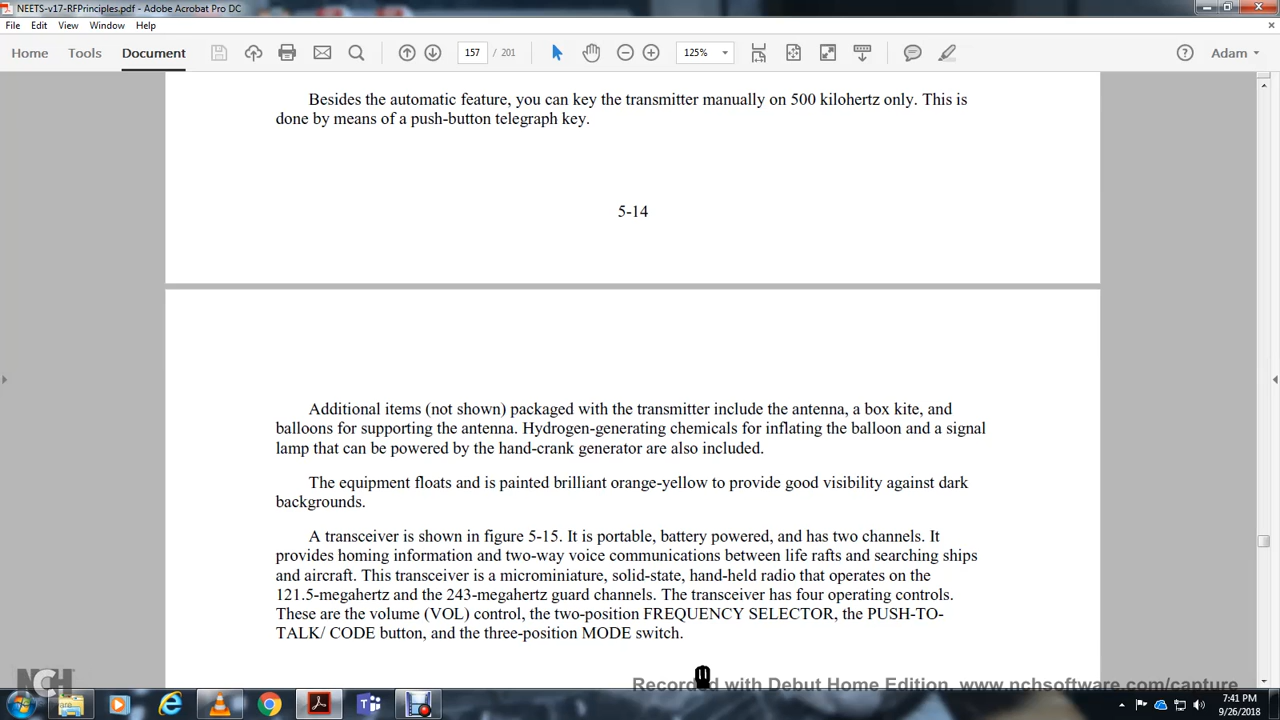 NEETS-v17-RFPrinciples.pdf - Adobe Acrobat Pro DC
File Edit View Window Help
Home Tools Document 157 / 201 125% Adam
Besides the automatic feature, you can key the transmitter manually on 500 kilohertz only. This is
done by means of a push-button telegraph key.
5-14
Additional items (not shown) packaged with the transmitter include the antenna, a box kite, and
balloons for supporting the antenna. Hydrogen-generating chemicals for inflating the balloon and a signal
lamp that can be powered by the hand-crank generator are also included.
The equipment floats and is painted brilliant orange-yellow to provide good visibility against dark
backgrounds.
A transceiver is shown in figure 5-15. It is portable, battery powered, and has two channels. It
provides homing information and two-way voice communications between life rafts and searching ships
and aircraft. This transceiver is a microminiature, solid-state, hand-held radio that operates on the
121.5-megahertz and the 243-megahertz guard channels. The transceiver has four operating controls.
These are the volume (VOL) control, the two-position FREQUENCY SELECTOR, the PUSH-TO-
TALK/ CODE button, and the three-position MODE switch.
NCH
Recorded with Debut Home Edition. www.nchsoftware.com/capture
7:41 PM
9/26/2018